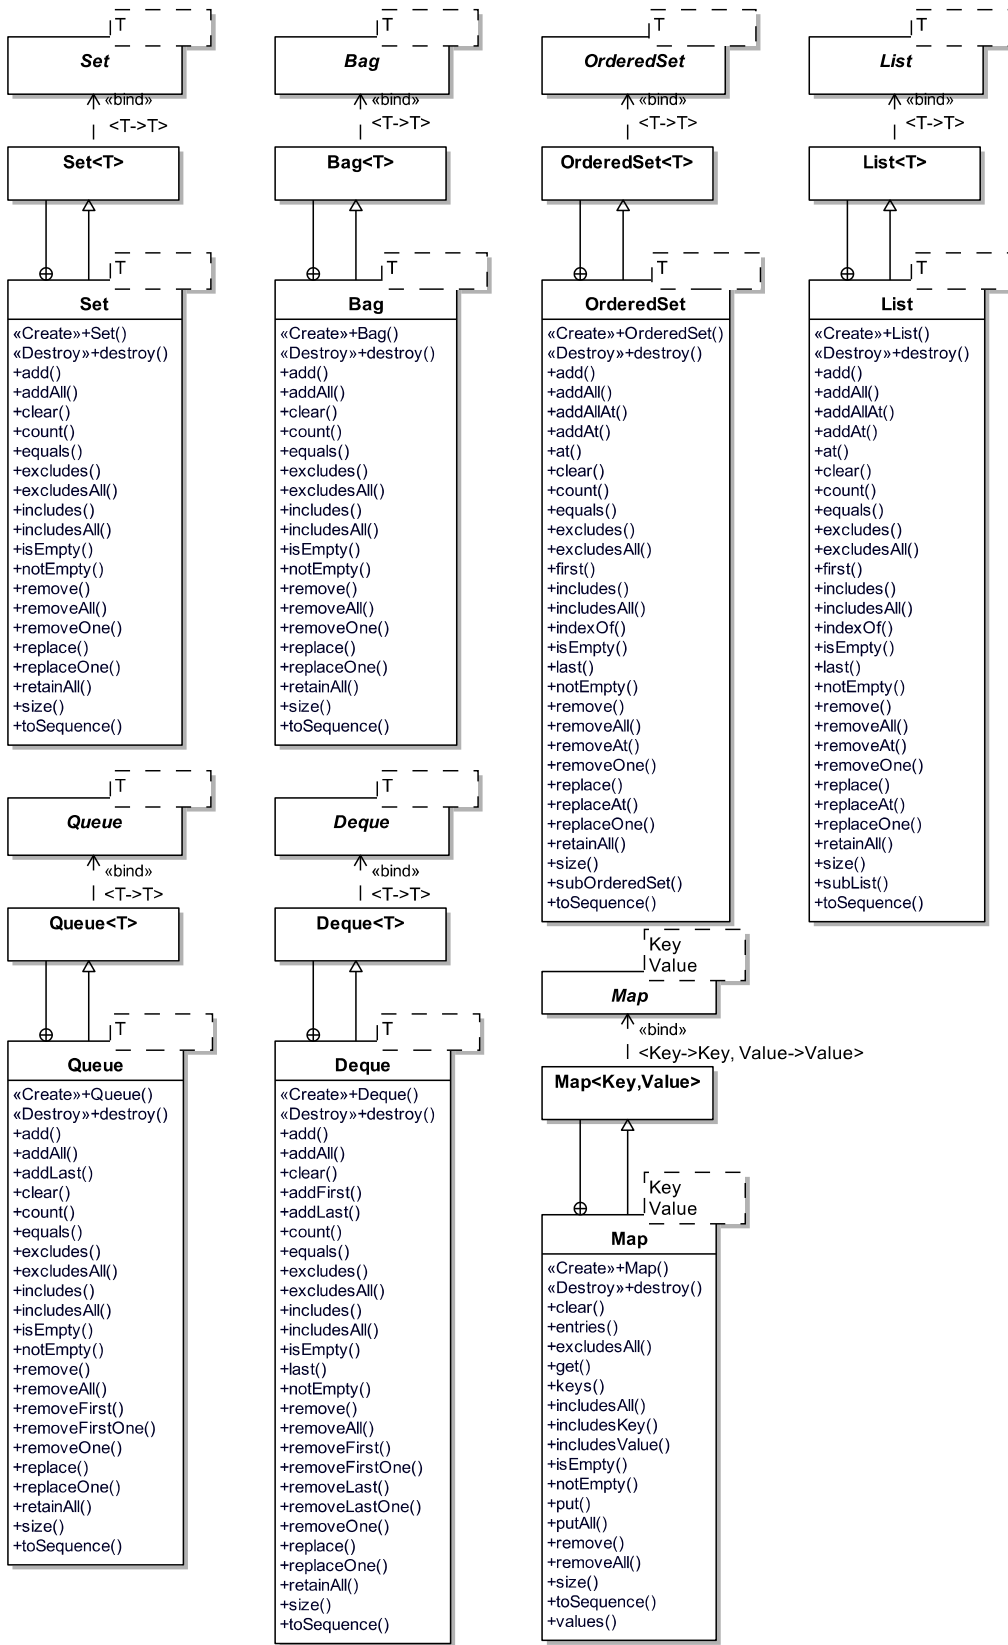 T
Set
«bind»
<T->T>
Set<T>
T
Set
«Create»+Set()
«Destroy»+destroy()
+add()
+addAll()
+clear()
+count()
+equals()
+excludes()
+excludesAll()
+includes()
+includesAll()
+isEmpty()
+notEmpty()
+remove()
+removeAll()
+removeOne()
+replace()
+replaceOne()
+retainAll()
+size()
+toSequence()
T
Bag
«bind»
<T->T>
Bag<T>
T
Bag
«Create»+Bag()
«Destroy»+destroy()
+add()
+addAll()
+clear()
+count()
+equals()
+excludes()
+excludesAll()
+includes()
+includesAll()
+isEmpty()
+notEmpty()
+remove()
+removeAll()
+removeOne()
+replace()
+replaceOne()
+retainAll()
+size()
+toSequence()
T
OrderedSet
«bind»
<T->T>
OrderedSet<T>
T
OrderedSet
«Create»+OrderedSet()
«Destroy»+destroy()
+add()
+addAll()
+addAllAt()
+addAt()
+at()
+clear()
+count()
+equals()
+excludes()
+excludesAll()
+first()
+includes()
+includesAll()
+indexOf()
+isEmpty()
+last()
+notEmpty()
+remove()
+removeAll()
+removeAt()
+removeOne()
+replace()
+replaceAt()
+replaceOne()
+retainAll()
+size()
+subOrderedSet()
+toSequence()
T
List
«bind»
<T->T>
List<T>
T
List
«Create»+List()
«Destroy»+destroy()
+add()
+addAll()
+addAllAt()
+addAt()
+at()
+clear()
+count()
+equals()
+excludes()
+excludesAll()
+first()
+includes()
+includesAll()
+indexOf()
+isEmpty()
+last()
+notEmpty()
+remove()
+removeAll()
+removeAt()
+removeOne()
+replace()
+replaceAt()
+replaceOne()
+retainAll()
+size()
+subList()
+toSequence()
T
Queue
«bind»
<T->T>
Queue<T>
T
Queue
«Create»+Queue()
«Destroy»+destroy()
+add()
+addAll()
+addLast()
+clear()
+count()
+equals()
+excludes()
+excludesAll()
+includes()
+includesAll()
+isEmpty()
+notEmpty()
+remove()
+removeAll()
+removeFirst()
+removeFirstOne()
+removeOne()
+replace()
+replaceOne()
+retainAll()
+size()
+toSequence()
T
Deque
«bind»
<T->T>
Deque<T>
T
Deque
«Create»+Deque()
«Destroy»+destroy()
+add()
+addAll()
+clear()
+addFirst()
+addLast()
+count()
+equals()
+excludes()
+excludesAll()
+includes()
+includesAll()
+isEmpty()
+last()
+notEmpty()
+remove()
+removeAll()
+removeFirst()
+removeFirstOne()
+removeLast()
+removeLastOne()
+removeOne()
+replace()
+replaceOne()
+retainAll()
+size()
+toSequence()
Key
Value
Map
«bind»
<Key->Key, Value->Value>
Map<Key,Value>
Key
Value
Map
«Create»+Map()
«Destroy»+destroy()
+clear()
+entries()
+excludesAll()
+get()
+keys()
+includesAll()
+includesKey()
+includesValue()
+isEmpty()
+notEmpty()
+put()
+putAll()
+remove()
+removeAll()
+size()
+toSequence()
+values()